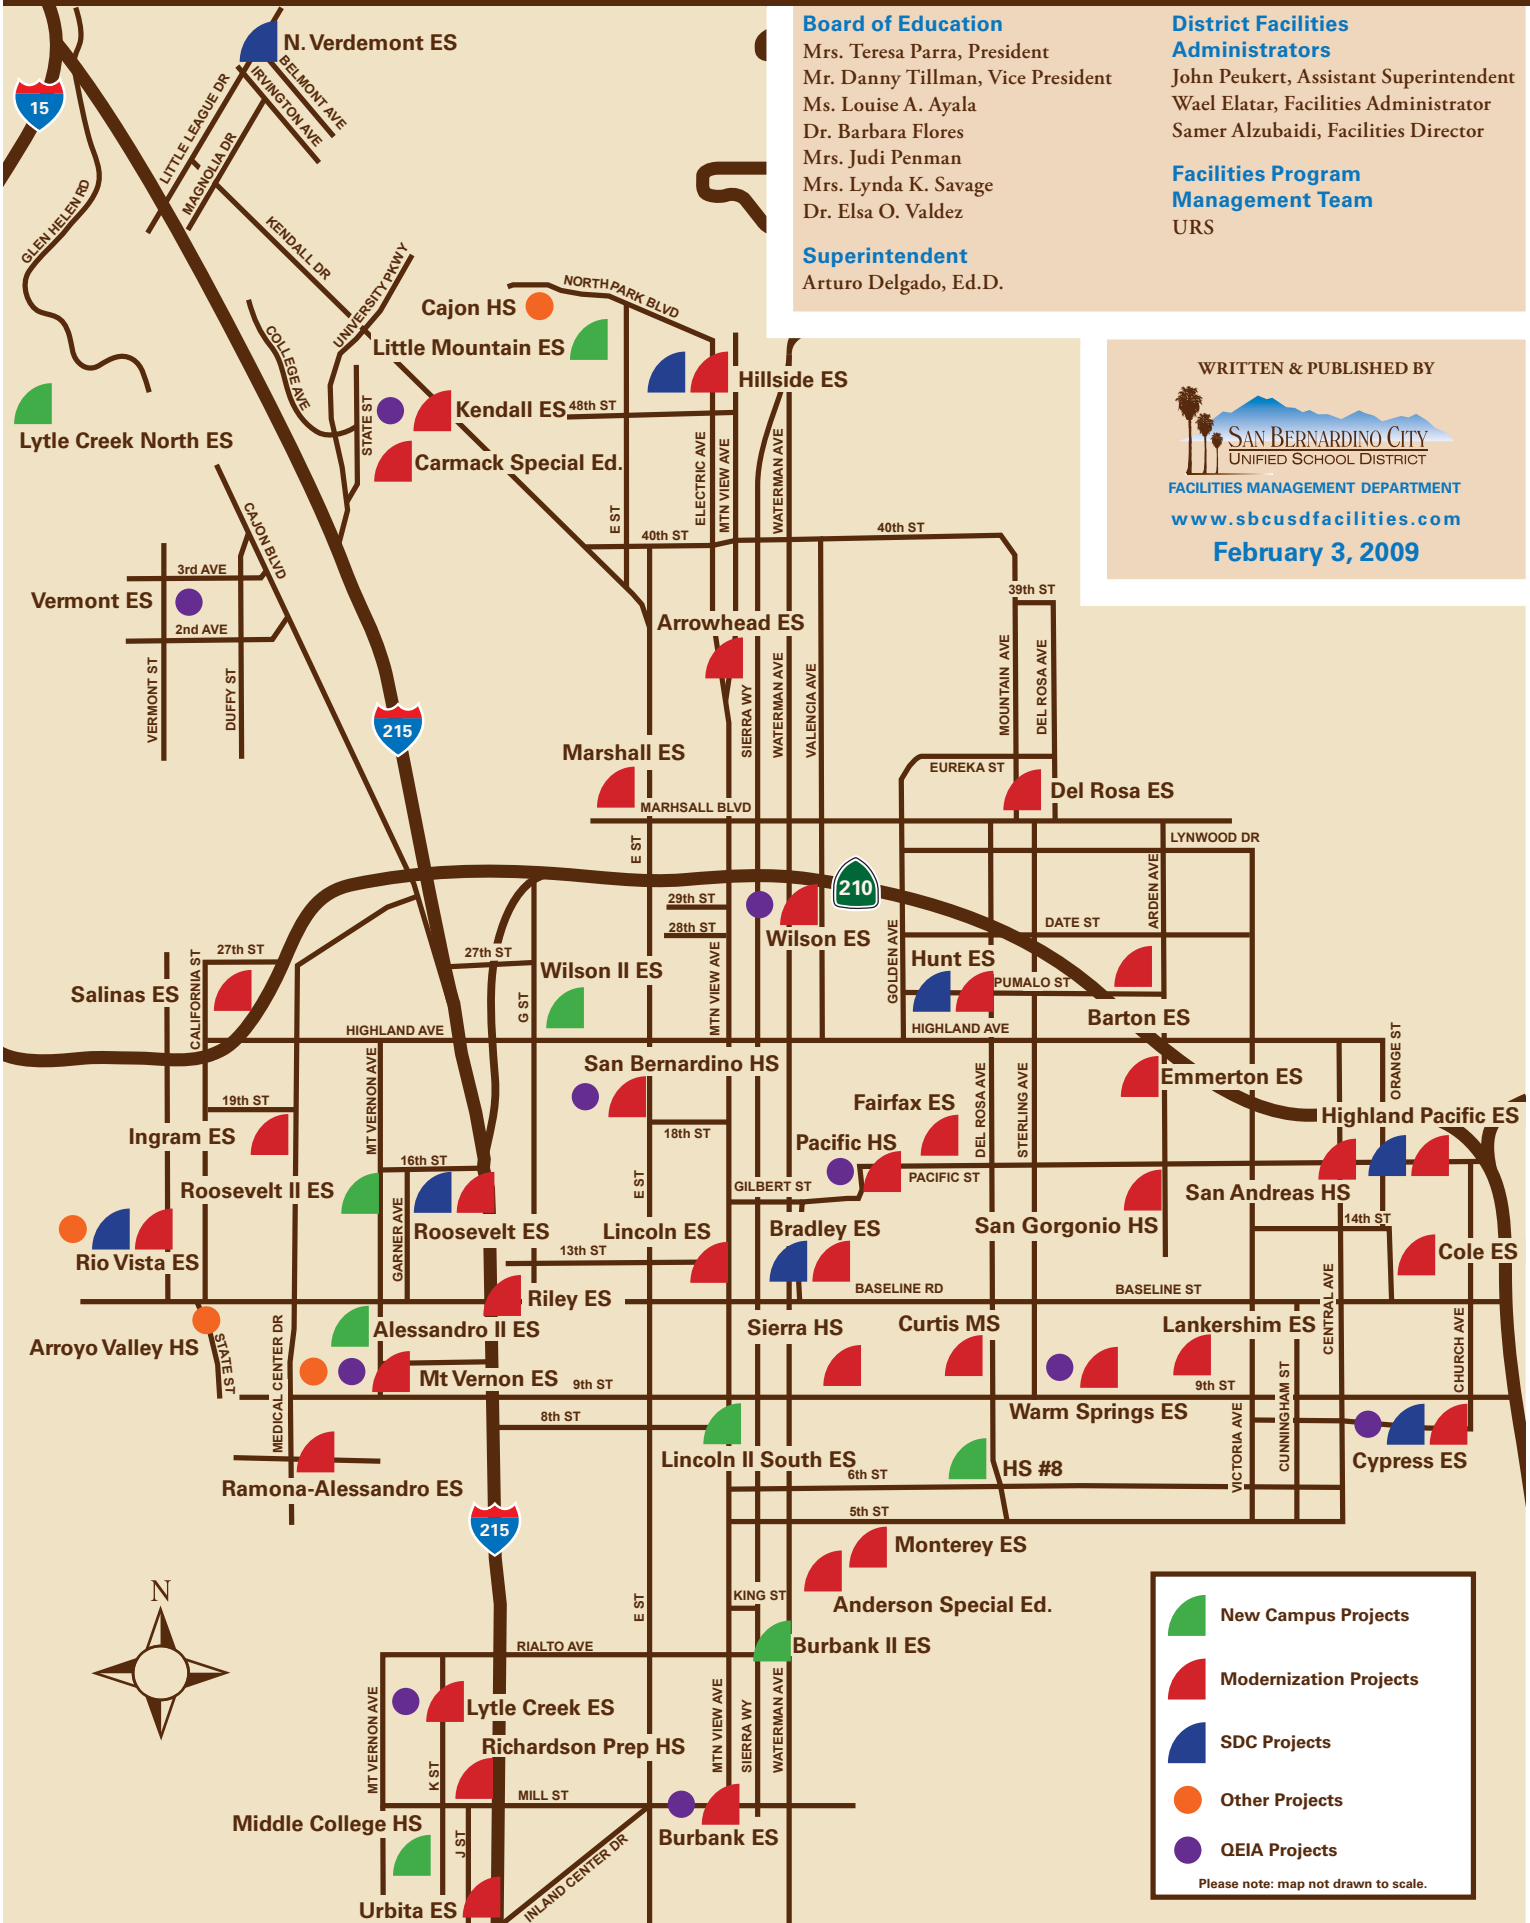 Board of Education
Mrs. Teresa Parra, President
Mr. Danny Tillman, Vice President
Ms. Louise A. Ayala
Dr. Barbara Flores
Mrs. Judi Penman
Mrs. Lynda K. Savage
Dr. Elsa O. Valdez
Superintendent
Arturo Delgado, Ed.D.
District Facilities
Administrators
John Peukert, Assistant Superintendent
Wael Elatar, Facilities Administrator
Samer Alzubaidi, Facilities Director
Facilities Program
Management Team
URS
WRITTEN & PUBLISHED BY
SAN BERNARDINO CITY
UNIFIED SCHOOL DISTRICT
FACILITIES MANAGEMENT DEPARTMENT
www.sbcusdfacilities.com
February 3, 2009
N. Verdemont ES
15
LITTLE LEAGUE DR
IRVINGTON AVE
BELMONT AVE
MAGNOLIA DR
GLEN HELEN RD
KENDALL DR
UNIVERSITY PKWY
COLLEGE AVE
STATE ST
NORTH PARK BLVD
Cajon HS
Little Mountain ES
Hillside ES
Kendall ES
48th ST
Lytle Creek North ES
Carmack Special Ed.
CAJON BLVD
E ST
ELECTRIC AVE
MTN VIEW AVE
WATERMAN AVE
40th ST
40th ST
3rd AVE
Vermont ES
2nd AVE
VERMONT ST
DUFFY ST
39th ST
MOUNTAIN AVE
DEL ROSA AVE
Arrowhead ES
SIERRA WY
WATERMAN AVE
VALENCIA AVE
215
Marshall ES
MARHSALL BLVD
EUREKA ST
Del Rosa ES
LYNWOOD DR
E ST
210
ARDEN AVE
29th ST
28th ST
Wilson ES
DATE ST
GOLDEN AVE
MTN VIEW AVE
27th ST
27th ST
CALIFORNIA ST
Salinas ES
Wilson II ES
G ST
Hunt ES
PUMALO ST
Barton ES
HIGHLAND AVE
HIGHLAND AVE
MT VERNON AVE
San Bernardino HS
ORANGE ST
DEL ROSA AVE
STERLING AVE
Emmerton ES
19th ST
Ingram ES
18th ST
Fairfax ES
Highland Pacific ES
Pacific HS
16th ST
Roosevelt II ES
E ST
GILBERT ST
PACIFIC ST
San Andreas HS
Rio Vista ES
GARNER AVE
Roosevelt ES
Lincoln ES
Bradley ES
San Gorgonio HS
14th ST
13th ST
Cole ES
Riley ES
BASELINE RD
BASELINE ST
Arroyo Valley HS
STATE ST
MEDICAL CENTER DR
Alessandro II ES
Sierra HS
Curtis MS
Lankershim ES
CENTRAL AVE
CHURCH AVE
Mt Vernon ES
9th ST
9th ST
Warm Springs ES
VICTORIA AVE
CUNNINGHAM ST
8th ST
Lincoln II South ES
HS #8
Cypress ES
Ramona-Alessandro ES
6th ST
5th ST
215
Monterey ES
Anderson Special Ed.
E ST
KING ST
N
RIALTO AVE
Burbank II ES
MT VERNON AVE
Lytle Creek ES
K ST
Richardson Prep HS
MTN VIEW AVE
SIERRA WY
WATERMAN AVE
MILL ST
Middle College HS
J ST
Burbank ES
INLAND CENTER DR
Urbita ES
New Campus Projects
Modernization Projects
SDC Projects
Other Projects
QEIA Projects
Please note: map not drawn to scale.